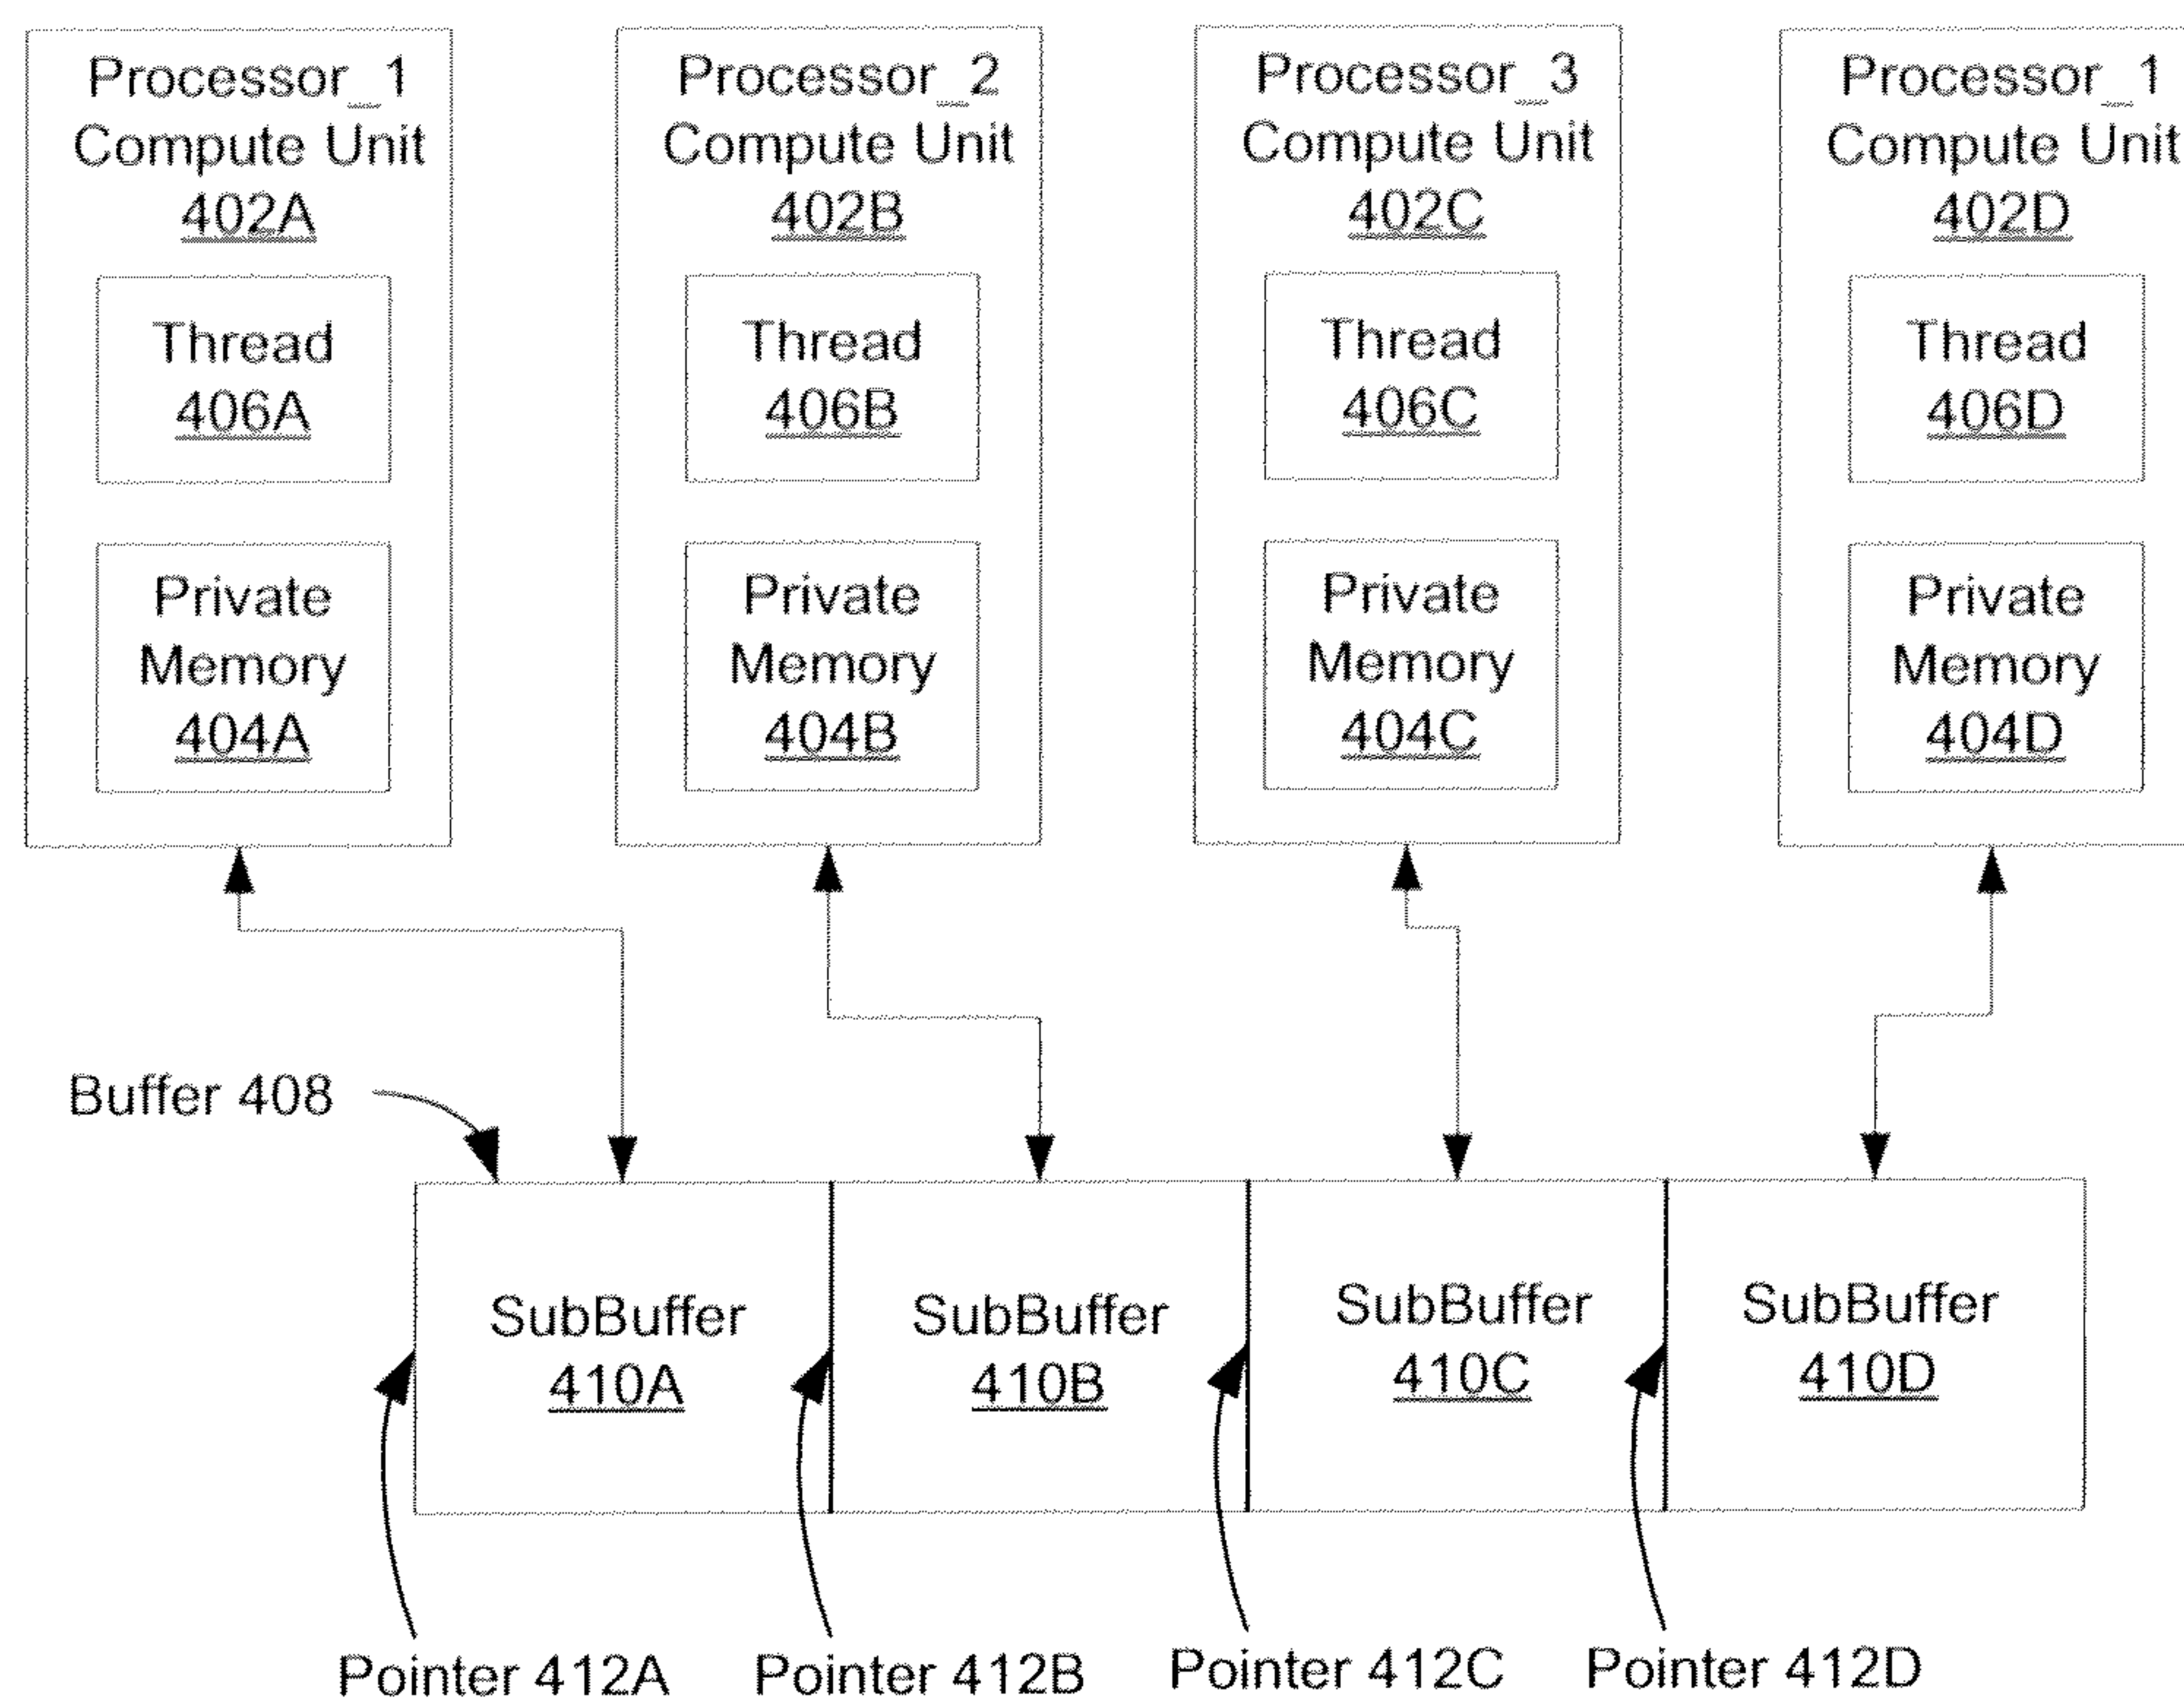 Processor_1
Compute Unit
402A
Thread
406A
Private
Memory
404A
Processor_2
Compute Unit
402B
Thread
406B
Private
Memory
404B
Processor_3
Compute Unit
402C
Thread
406C
Private
Memory
404C
Processor_1
Compute Unit
402D
Thread
406D
Private
Memory
404D
Buffer 408
SubBuffer
410A
SubBuffer
410B
SubBuffer
410C
SubBuffer
410D
Pointer 412A
Pointer 412B
Pointer 412C
Pointer 412D